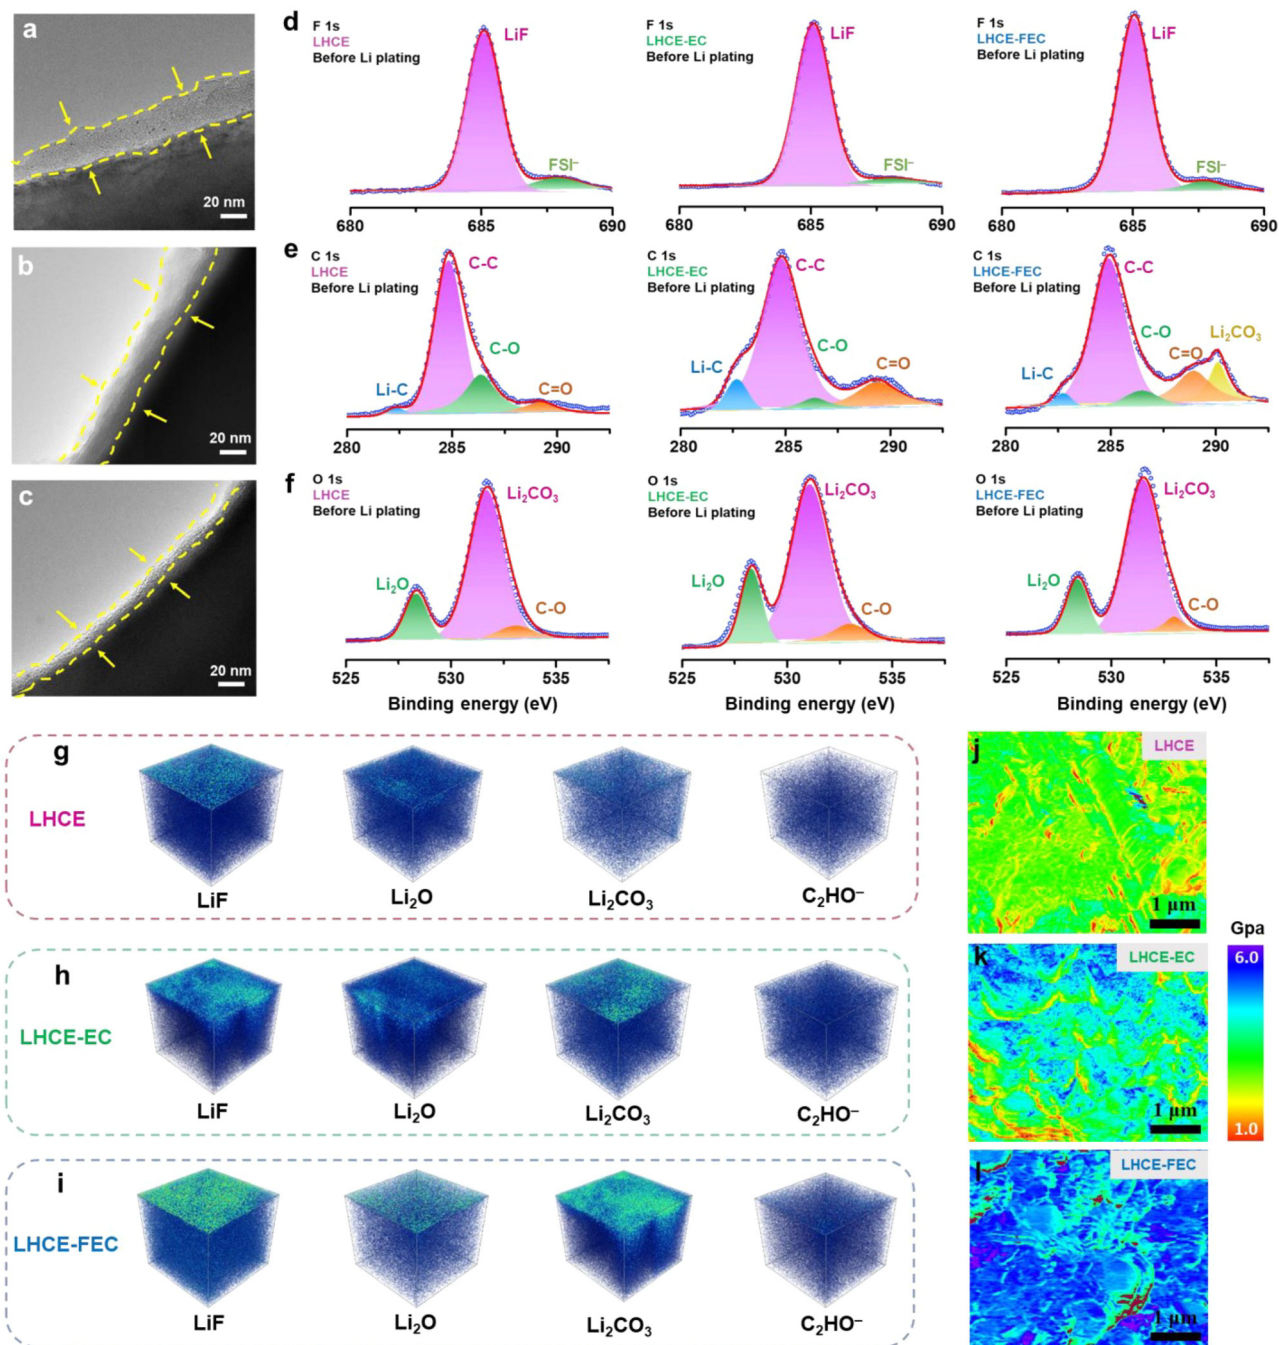 a
20 nm
b
20 nm
c
20 nm
d
F 1s
LHCE
Before Li plating
LiF
FSI⁻
680 685 690
F 1s
LHCE-EC
Before Li plating
LiF
FSI⁻
680 685 690
F 1s
LHCE-FEC
Before Li plating
LiF
FSI⁻
680 685 690
e
C 1s
LHCE
Before Li plating
C-C
C-O
Li-C
C=O
280 285 290
C 1s
LHCE-EC
Before Li plating
C-C
C-O
Li-C
C=O
280 285 290
C 1s
LHCE-FEC
Before Li plating
C-C
C-O
Li₂CO₃
C=O
Li-C
280 285 290
f
O 1s
LHCE
Before Li plating
Li₂CO₃
Li₂O
C-O
525 530 535
Binding energy (eV)
O 1s
LHCE-EC
Before Li plating
Li₂CO₃
Li₂O
C-O
525 530 535
Binding energy (eV)
O 1s
LHCE-FEC
Before Li plating
Li₂CO₃
Li₂O
C-O
525 530 535
Binding energy (eV)
g
LHCE
LiF Li₂O Li₂CO₃ C₂HO⁻
h
LHCE-EC
LiF Li₂O Li₂CO₃ C₂HO⁻
i
LHCE-FEC
LiF Li₂O Li₂CO₃ C₂HO⁻
j
LHCE
1 μm
k
LHCE-EC
1 μm
l
LHCE-FEC
1 μm
Gpa
6.0
1.0